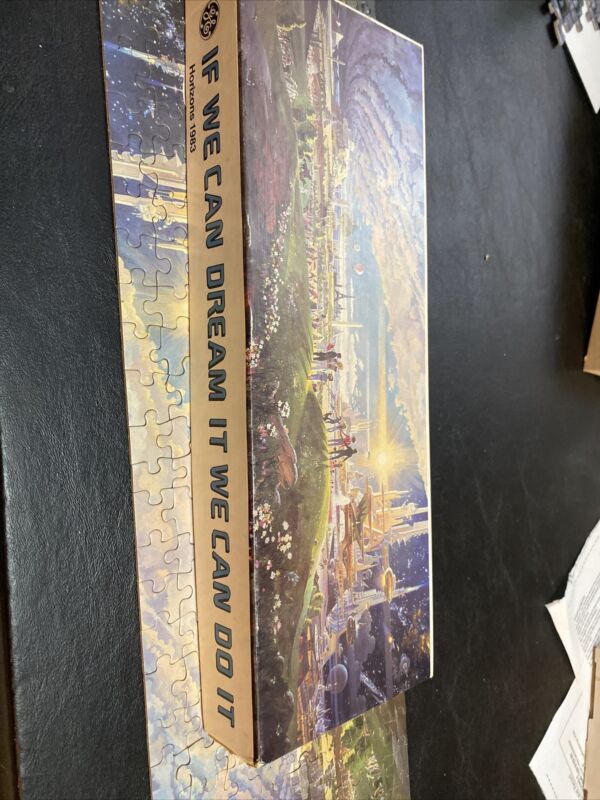 IF WE CAN DREAM IT WE CAN DO IT
Horizons 1983